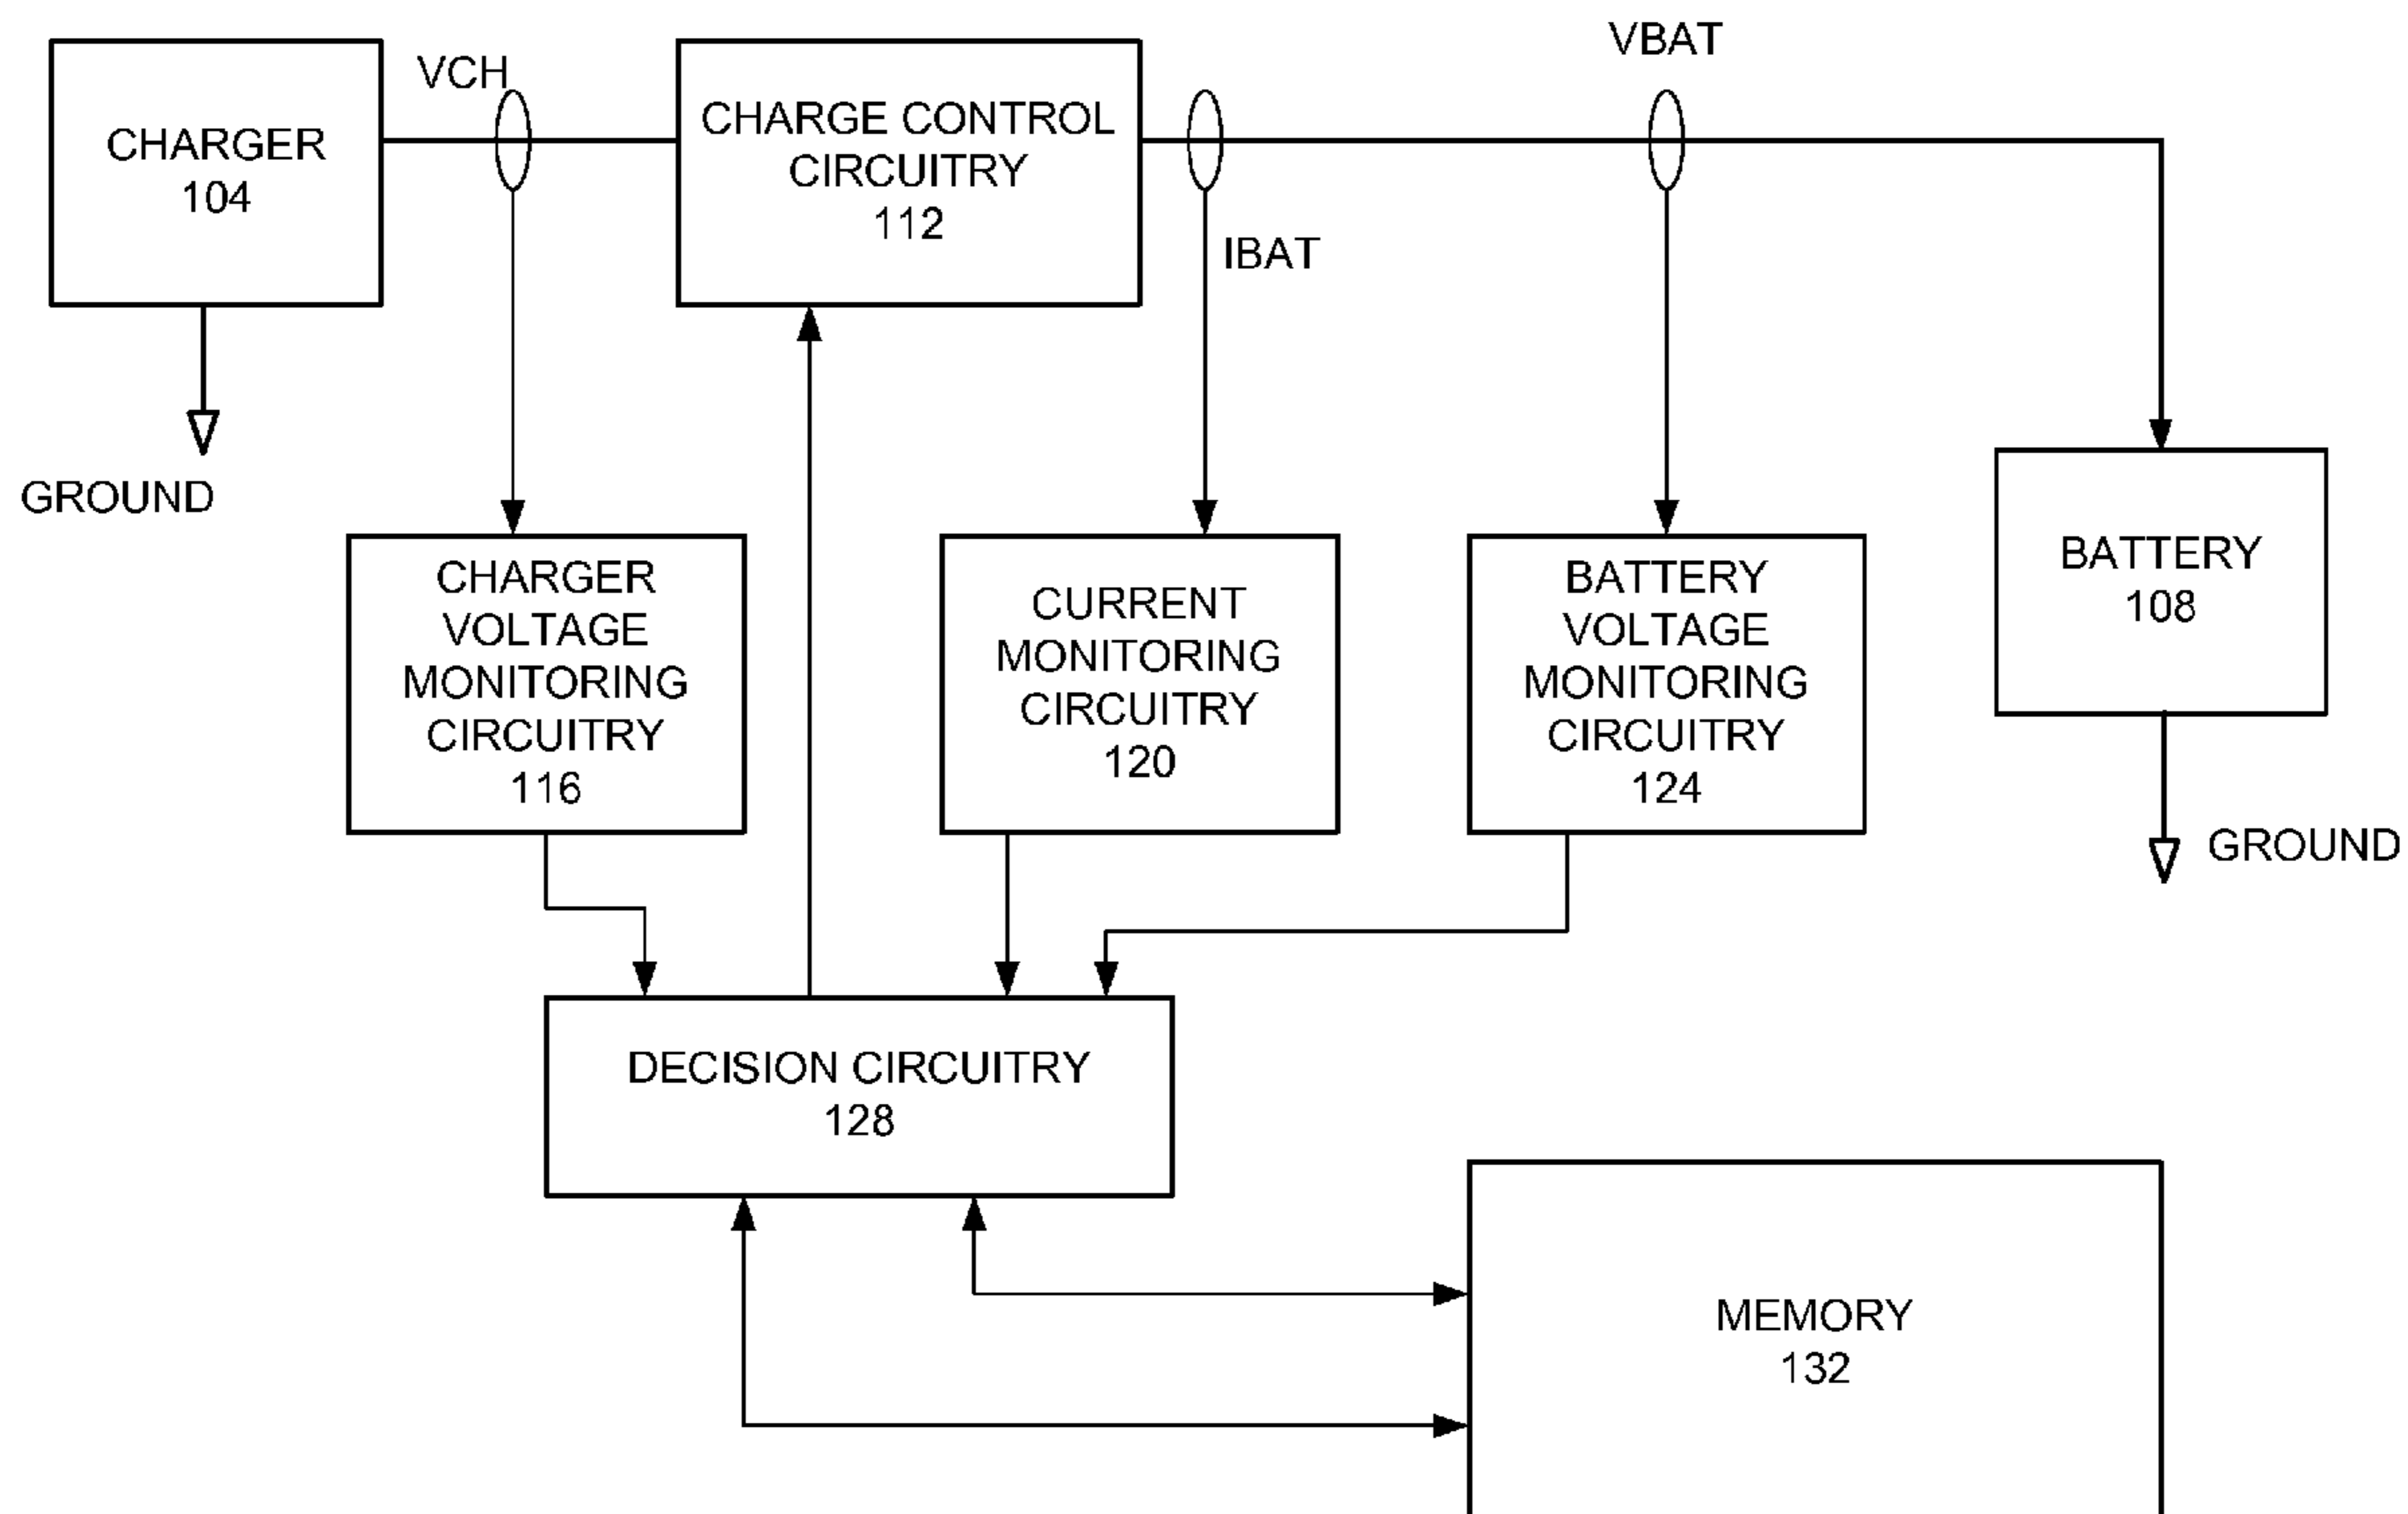 VBAT
VCH
CHARGER
104
CHARGE CONTROL
CIRCUITRY
112
IBAT
GROUND
CHARGER
VOLTAGE
MONITORING
CIRCUITRY
116
CURRENT
MONITORING
CIRCUITRY
120
BATTERY
VOLTAGE
MONITORING
CIRCUITRY
124
BATTERY
108
GROUND
DECISION CIRCUITRY
128
MEMORY
132